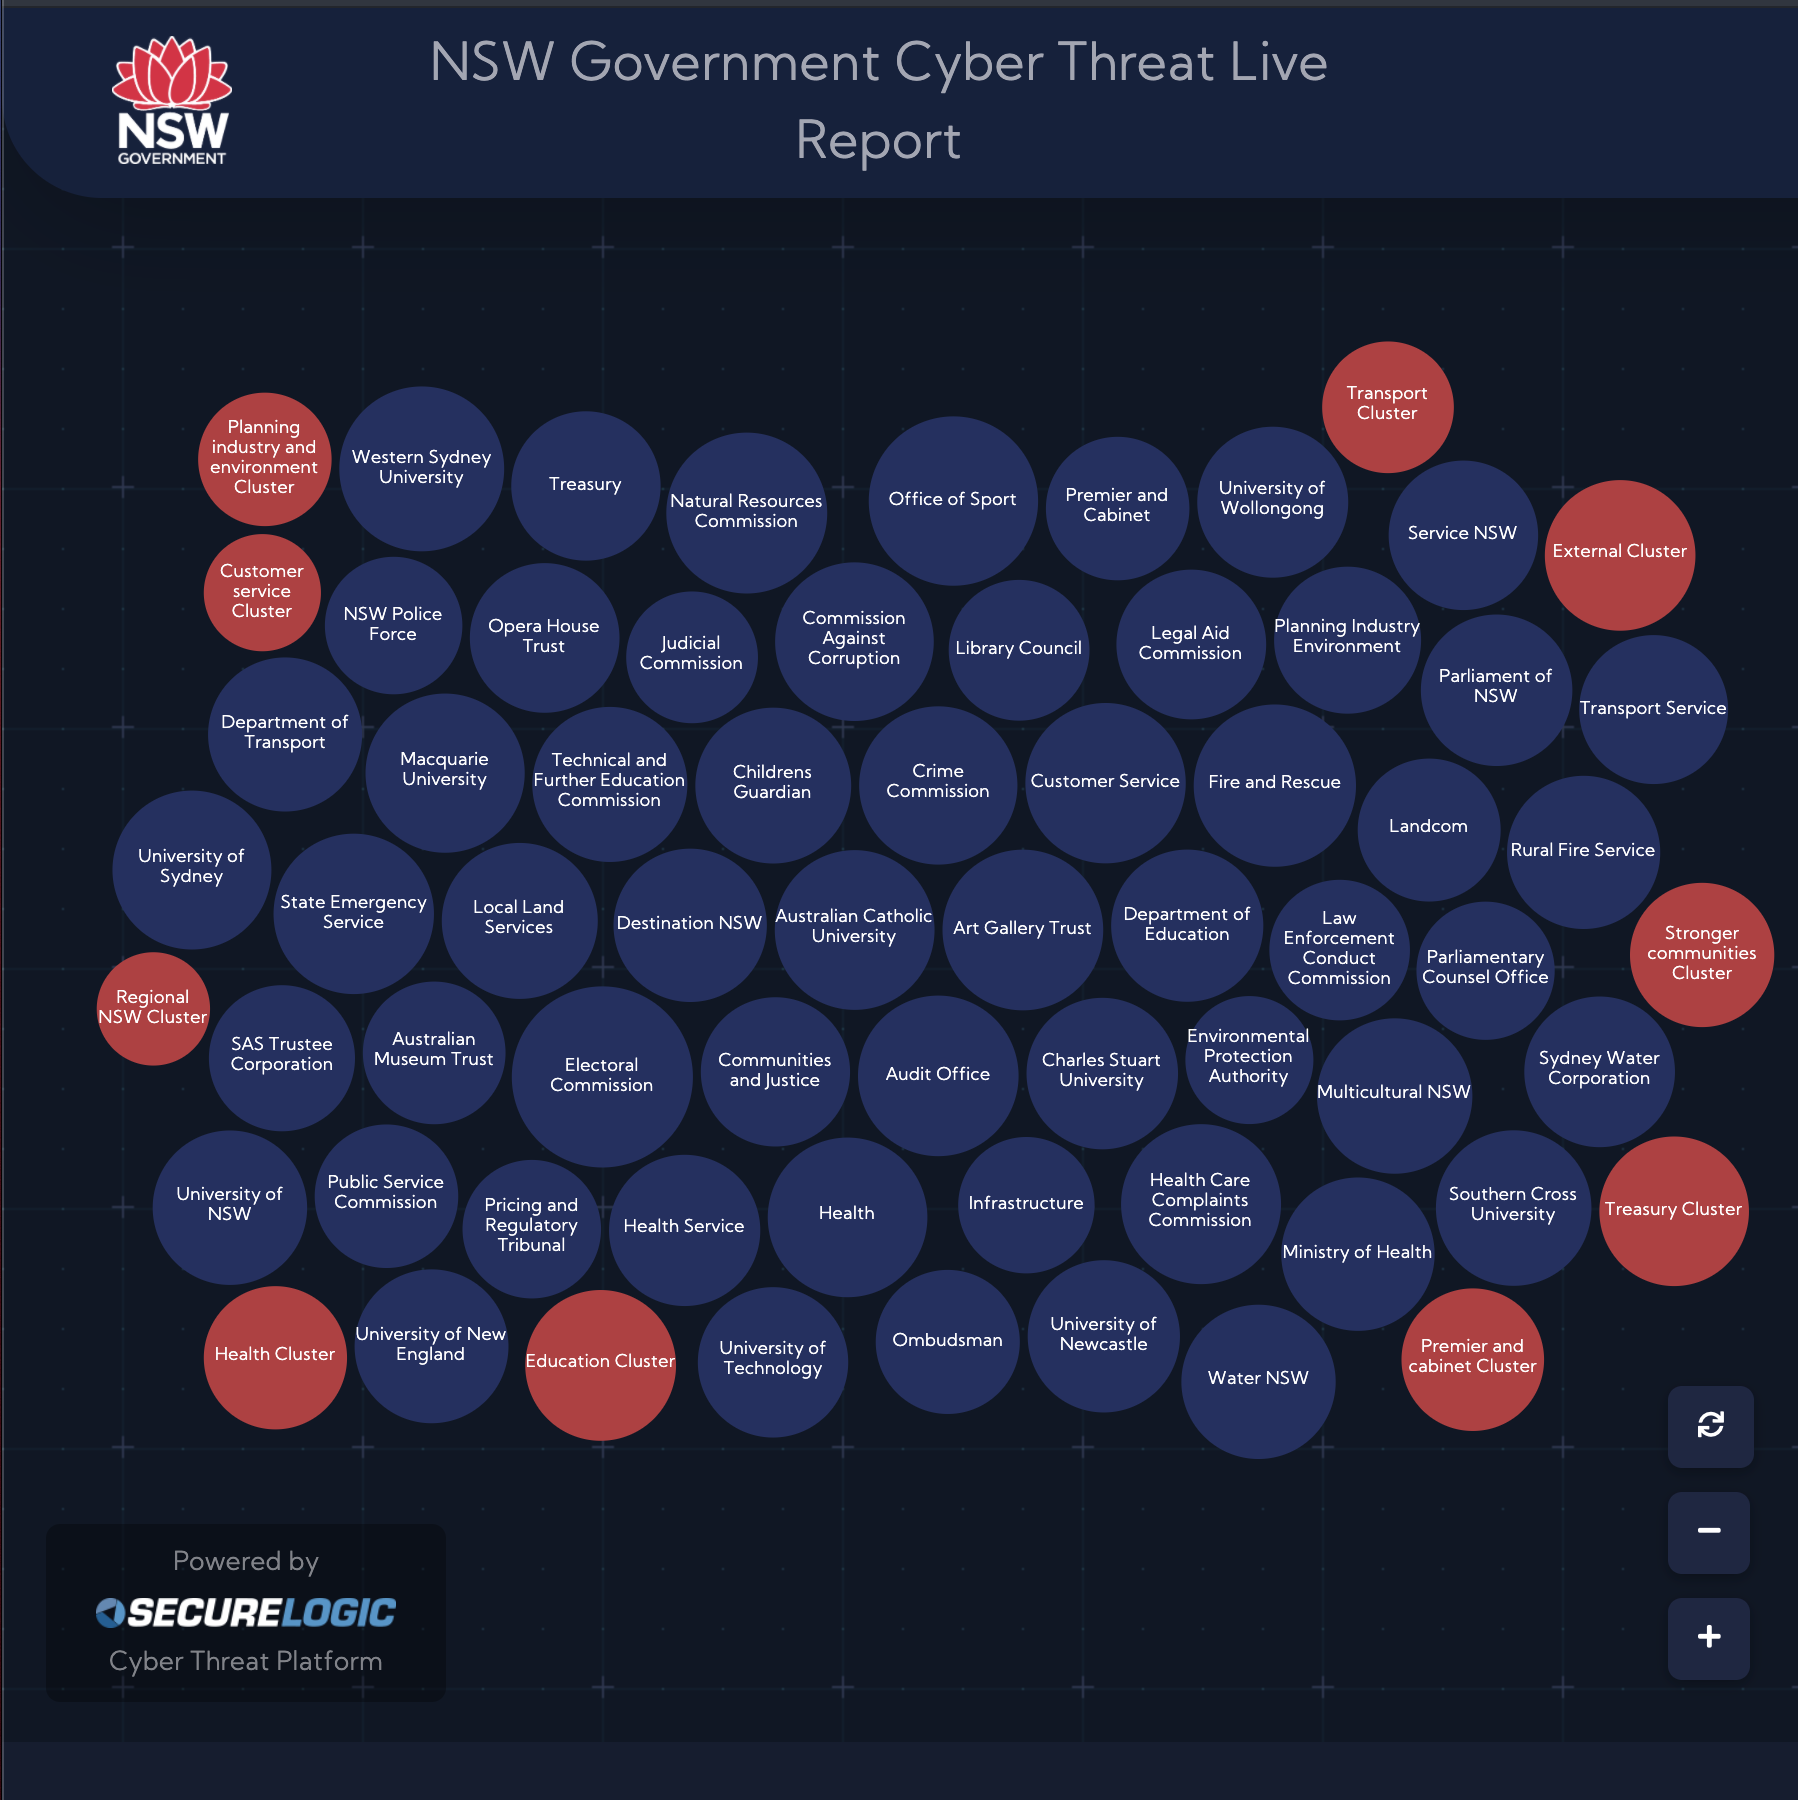 NSW Government Cyber Threat Live
Report
NSW
GOVERNMENT
Transport
Cluster
Planning
industry and
environment
Cluster
Western Sydney
University
Treasury
Natural Resources
Commission
Office of Sport
Premier and
Cabinet
University of
Wollongong
Service NSW
External Cluster
Customer
service
Cluster
NSW Police
Force
Opera House
Trust
Judicial
Commission
Commission
Against
Corruption
Library Council
Legal Aid
Commission
Planning Industry
Environment
Parliament of
NSW
Transport Service
Department of
Transport
Macquarie
University
Technical and
Further Education
Commission
Childrens
Guardian
Crime
Commission
Customer Service
Fire and Rescue
Landcom
Rural Fire Service
University of
Sydney
State Emergency
Service
Local Land
Services
Destination NSW
Australian Catholic
University
Art Gallery Trust
Department of
Education
Law
Enforcement
Conduct
Commission
Parliamentary
Counsel Office
Stronger
communities
Cluster
Regional
NSW Cluster
SAS Trustee
Corporation
Australian
Museum Trust
Electoral
Commission
Communities
and Justice
Audit Office
Charles Stuart
University
Environmental
Protection
Authority
Multicultural NSW
Sydney Water
Corporation
University of
NSW
Public Service
Commission
Pricing and
Regulatory
Tribunal
Health Service
Health
Infrastructure
Health Care
Complaints
Commission
Ministry of Health
Southern Cross
University
Treasury Cluster
Health Cluster
University of New
England
Education Cluster
University of
Technology
Ombudsman
University of
Newcastle
Water NSW
Premier and
cabinet Cluster
Powered by
SECURELOGIC
Cyber Threat Platform